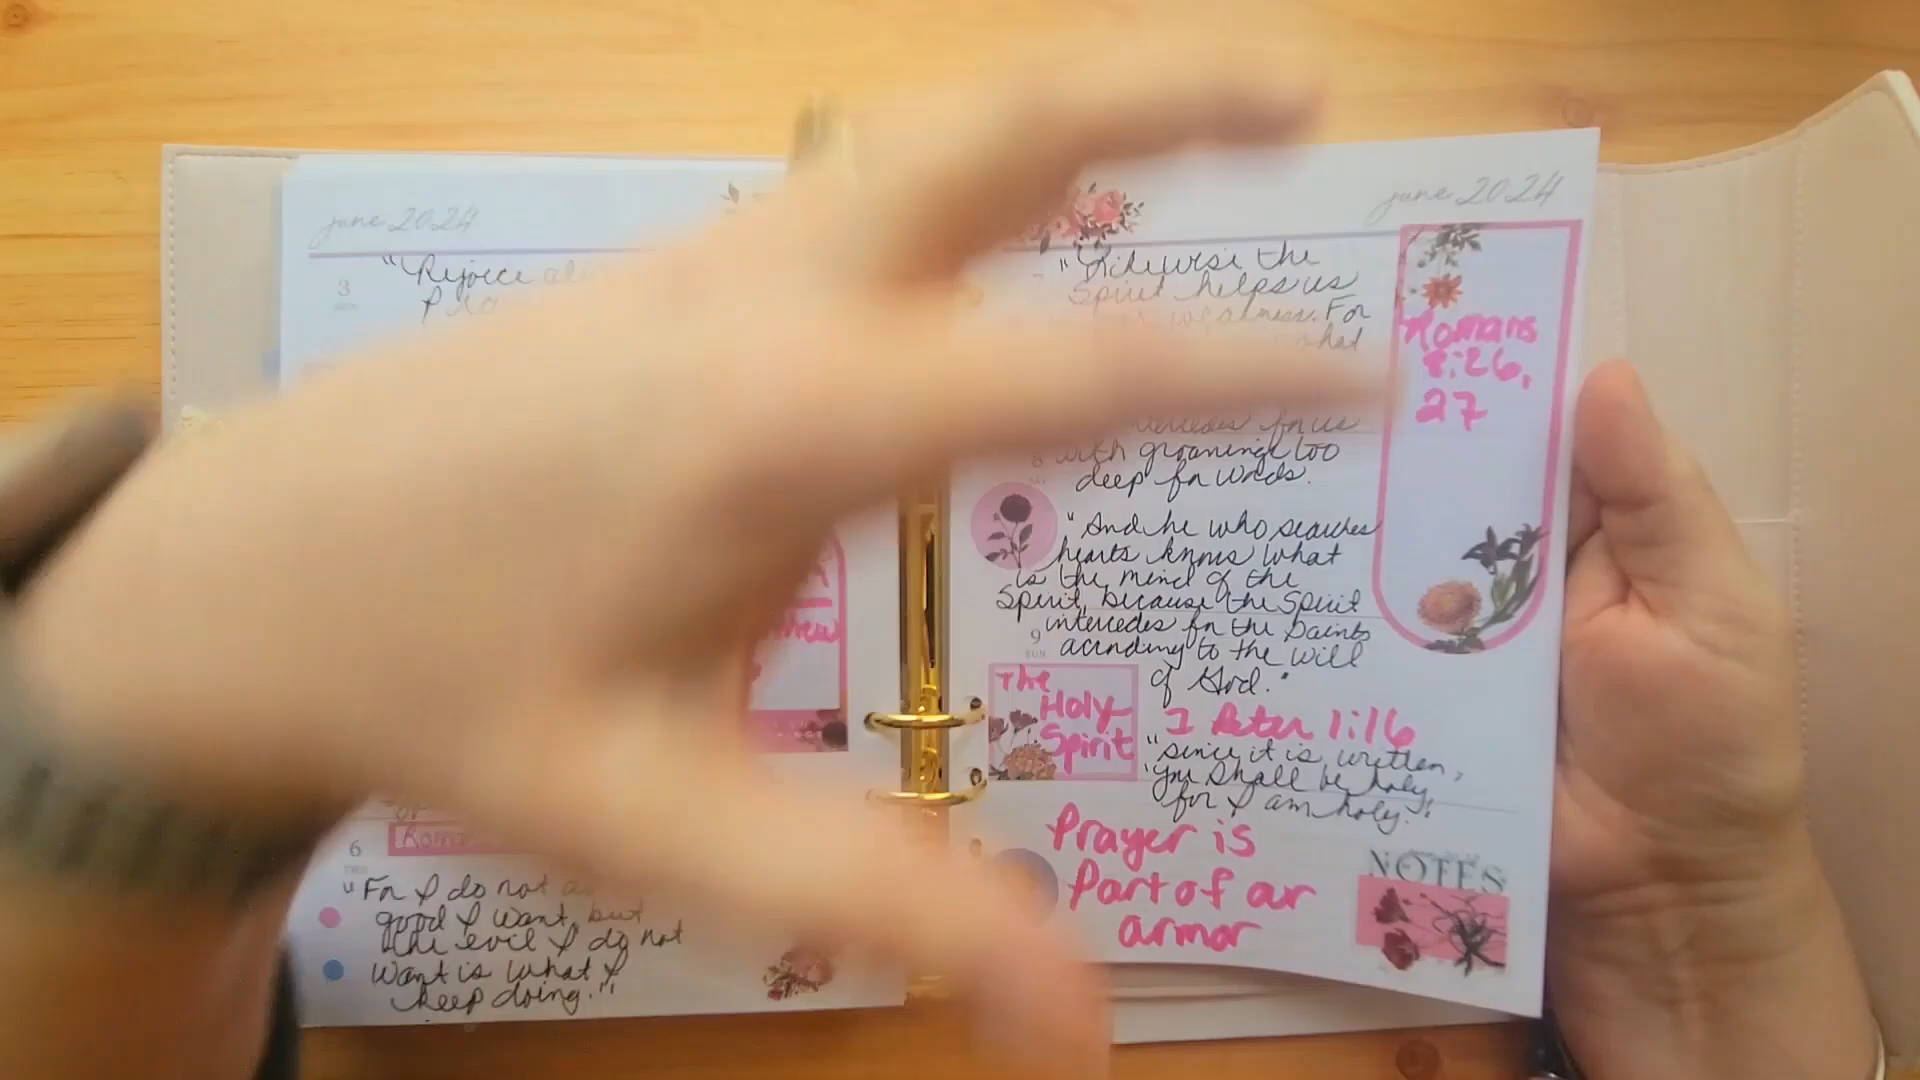 june 2024
3
"Rejoice
6
"For I do not
good I want, but
the evil I do not
want is what I
keep doing."
june 2024
"Likewise the
Spirit helps us
weakness. For
what
for us
with groanings too
8
deep for words.
"And he who searches
hearts knows what
is the mind of the
Spirit, because the Spirit
intercedes for the saints
9
SUN
according to the will
of God."
Romans
8:26,
27
The
Holy
Spirit
I Peter 1:16
"since it is written,
'you shall be holy,
for I am holy.'
Prayer is
Part of our
armor
NOTES